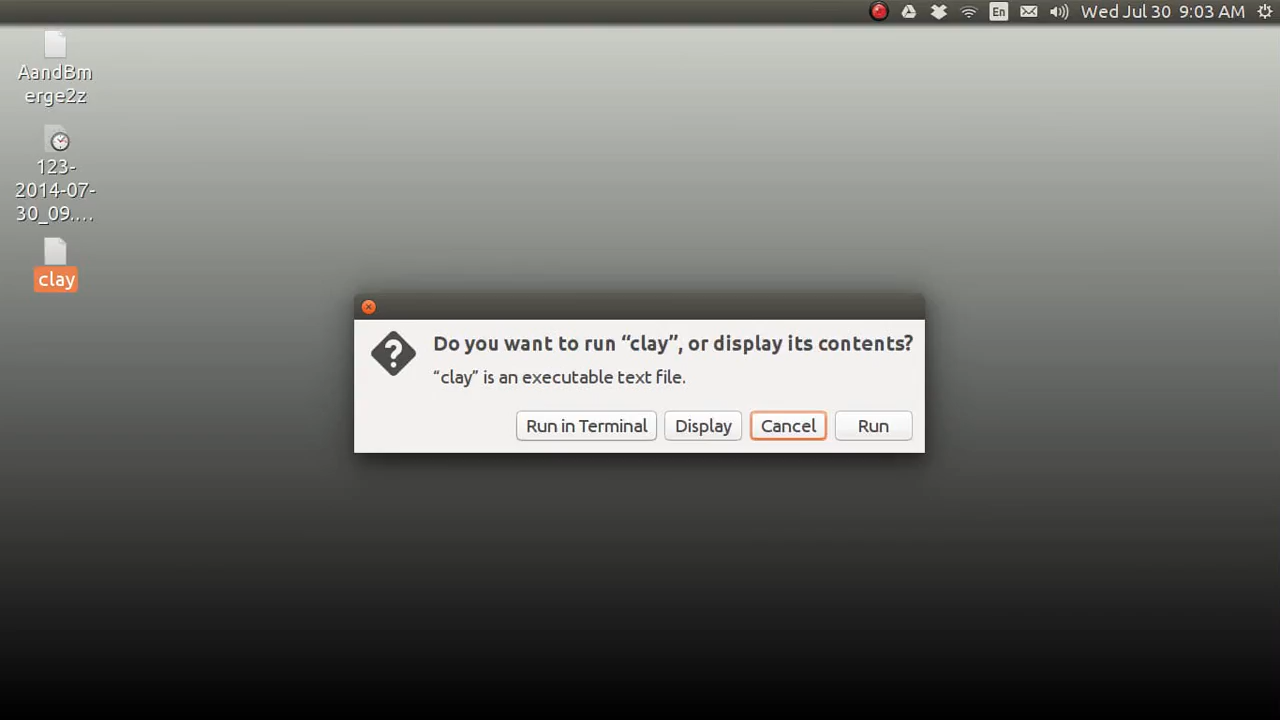 En
Wed Jul 30 9:03 AM
AandBm
erge2z
123-
2014-07-
30_09....
clay
Do you want to run “clay”, or display its contents?
“clay” is an executable text file.
Run in Terminal
Display
Cancel
Run